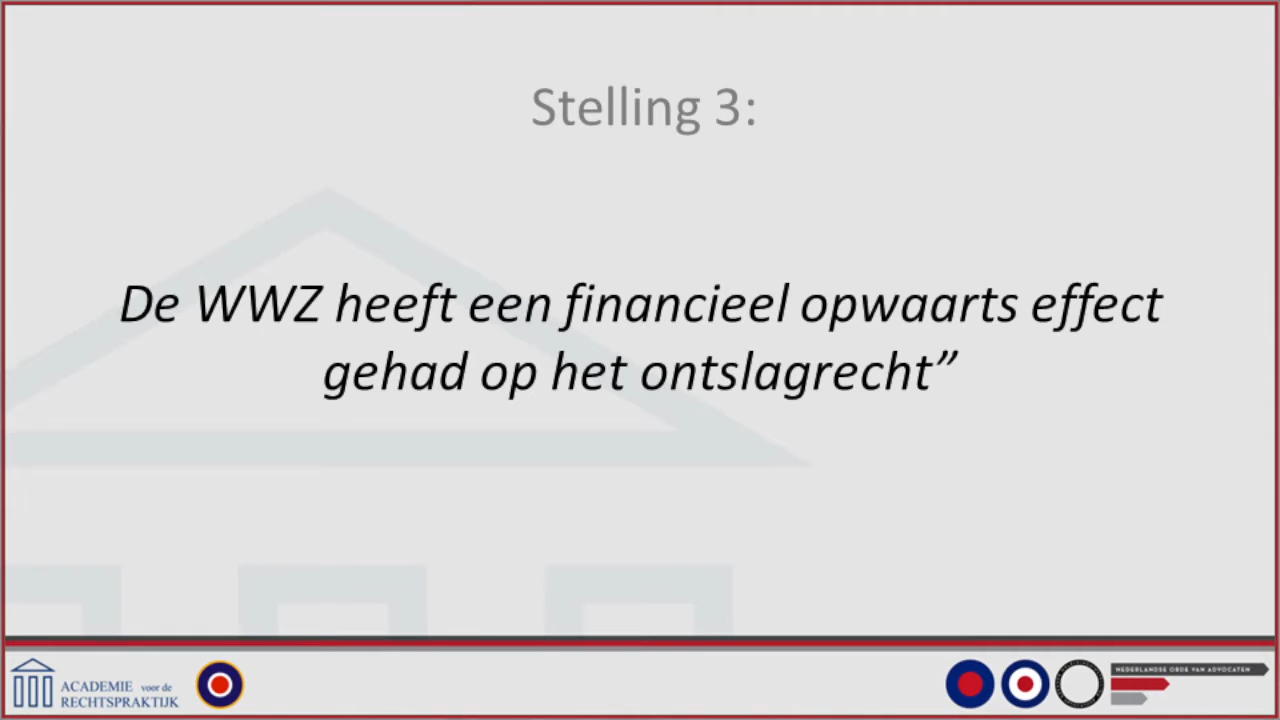 Stelling 3:
De WWZ heeft een financieel opwaarts effect
gehad op het ontslagrecht”
ACADEMIE voor de
RECHTSPRAKTIJK
NEDERLANDSE ORDE VAN ADVOCATEN